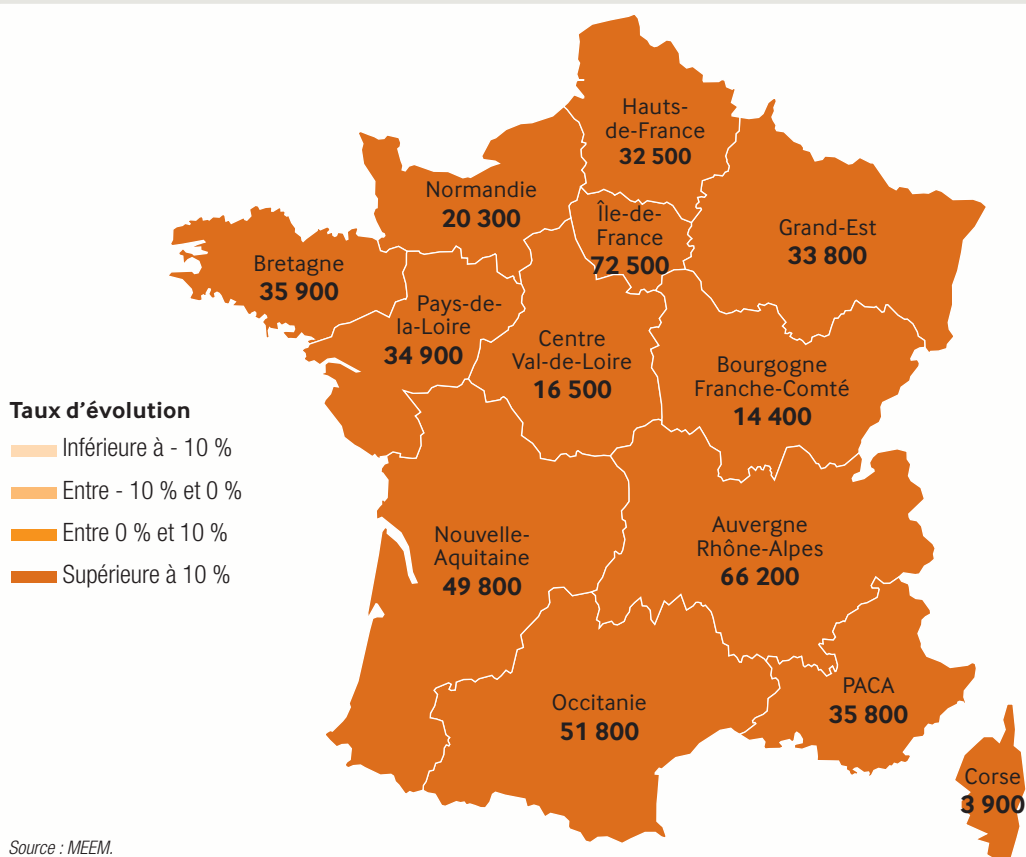 Hauts-
de-France
32 500
Normandie
20 300
Île-de-
France
72 500
Grand-Est
33 800
Bretagne
35 900
Pays-de-
la-Loire
34 900
Centre
Val-de-Loire
16 500
Bourgogne
Franche-Comté
14 400
Taux d’évolution
Inférieure à - 10 %
Entre - 10 % et 0 %
Entre 0 % et 10 %
Supérieure à 10 %
Nouvelle-
Aquitaine
49 800
Auvergne
Rhône-Alpes
66 200
Occitanie
51 800
PACA
35 800
Corse
3 900
Source : MEEM.